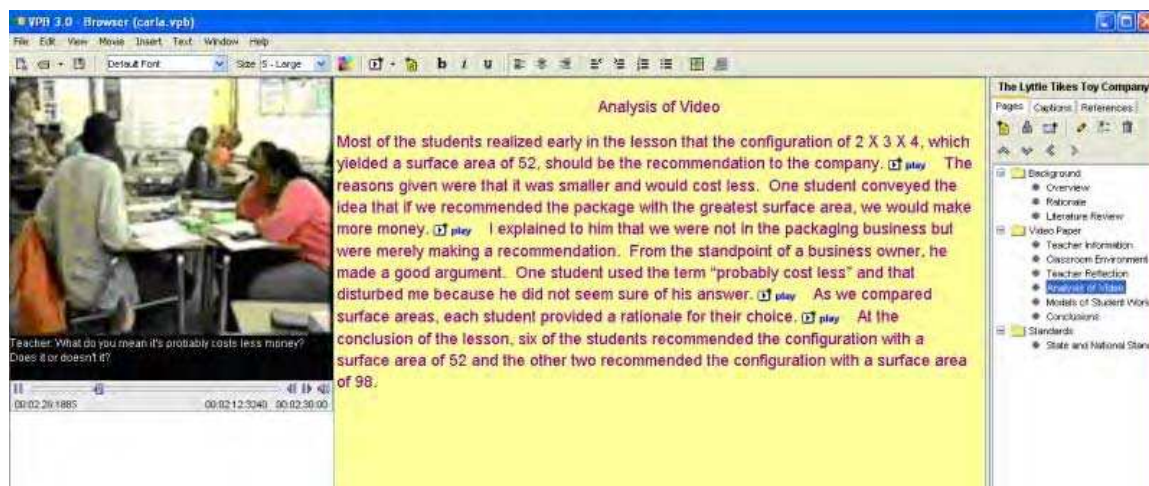 VPB 3.0 - Browser (carla.vpb)
File Edit View Movie Insert Text Window Help
Default Font Size 5 - Large b i u
The Lyttle Tikes Toy Company
Pages Captions References
Analysis of Video
Most of the students realized early in the lesson that the configuration of 2 X 3 X 4, which
yielded a surface area of 52, should be the recommendation to the company. play The
reasons given were that it was smaller and would cost less. One student conveyed the
idea that if we recommended the package with the greatest surface area, we would make
more money. play I explained to him that we were not in the packaging business but
were merely making a recommendation. From the standpoint of a business owner, he
made a good argument. One student used the term “probably cost less” and that
disturbed me because he did not seem sure of his answer. play As we compared
surface areas, each student provided a rationale for their choice. play At the
conclusion of the lesson, six of the students recommended the configuration with a
surface area of 52 and the other two recommended the configuration with a surface area
of 98.
Teacher: What do you mean it's probably costs less money?
Does it or doesn't it?
00:02:12:3240 00:02:30:00
Background
Overview
Rationale
Literature Review
Video Paper
Teacher Information
Classroom Environment
Teacher Reflection
Analysis of Video
Models of Student Work
Conclusions
Standards
State and National Stand